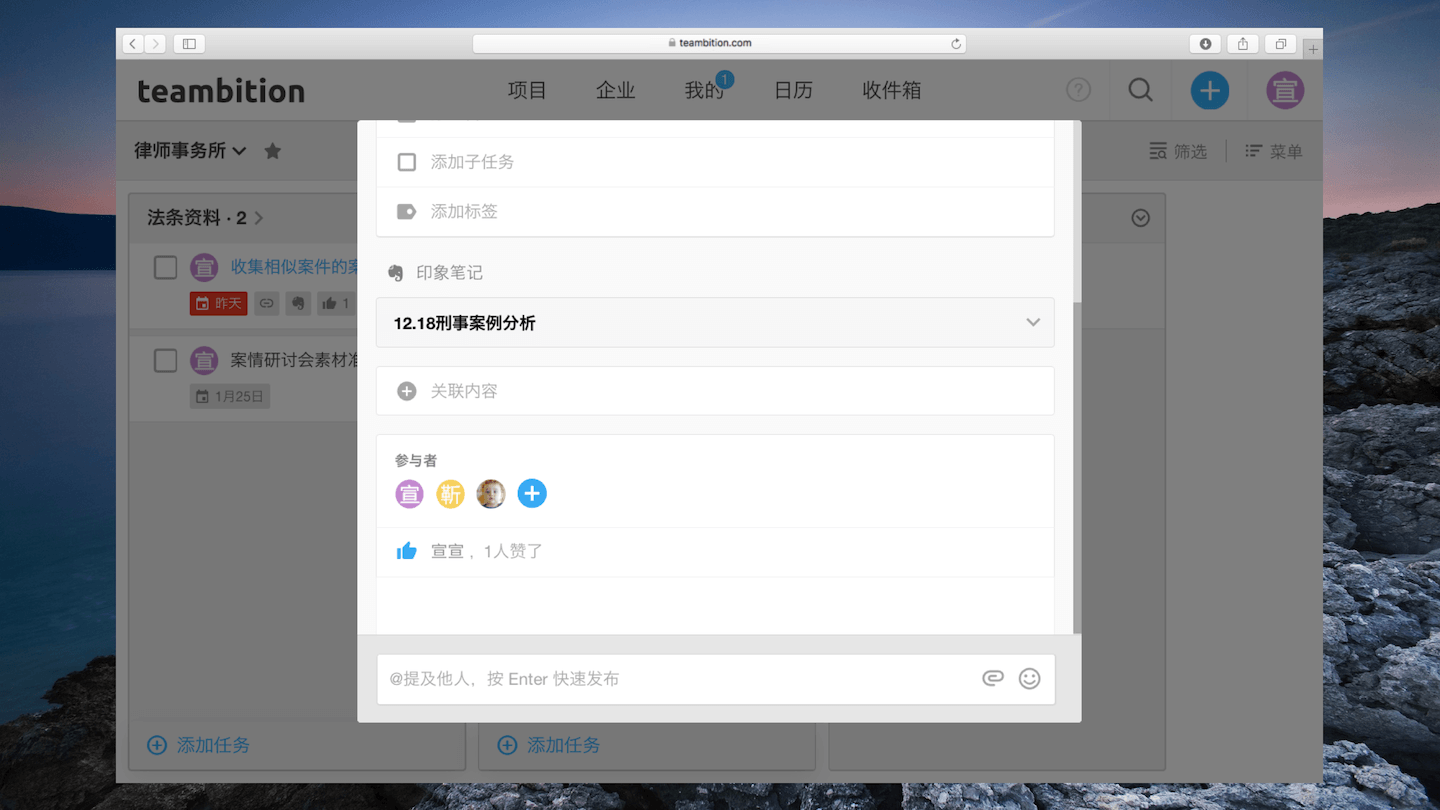 teambition.com
teambition
项目 企业 我的 1 日历 收件箱 ? 宣
律师事务所 筛选 菜单
法条资料 · 2
宣 收集相似案件的案
昨天 1
宣 案情研讨会素材准
1月25日
添加子任务
添加标签
印象笔记
12.18刑事案例分析
关联内容
参与者
宣 靳
宣宣 , 1人赞了
@提及他人, 按 Enter 快速发布
添加任务 添加任务